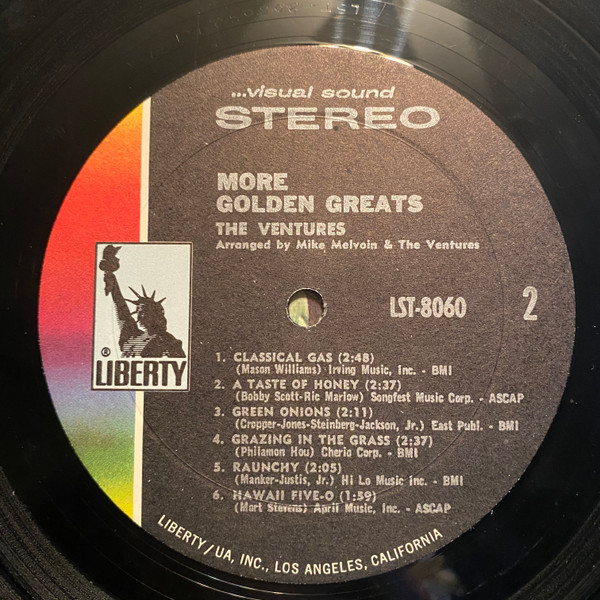 ...visual sound
STEREO
MORE
GOLDEN GREATS
THE VENTURES
Arranged by Mike Melvoin & The Ventures
LST-8060 2
® LIBERTY
1. CLASSICAL GAS (2:48)
(Mason Williams) Irving Music, Inc. - BMI
2. A TASTE OF HONEY (2:37)
(Bobby Scott-Ric Marlow) Songfest Music Corp. - ASCAP
3. GREEN ONIONS (2:11)
(Cropper-Jones-Steinberg-Jackson, Jr.) East Publ. - BMI
4. GRAZING IN THE GRASS (2:37)
(Philamon Hou) Cherio Corp. - BMI
5. RAUNCHY (2:05)
(Manker-Justis, Jr.) Hi Lo Music Inc. - BMI
6. HAWAII FIVE-O (1:59)
(Mort Stevens) April Music, Inc. - ASCAP
LIBERTY/UA, INC., LOS ANGELES, CALIFORNIA